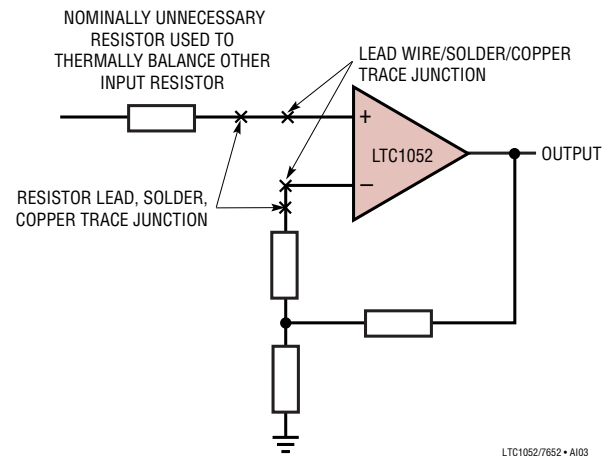 NOMINALLY UNNECESSARY
RESISTOR USED TO
THERMALLY BALANCE OTHER
INPUT RESISTOR
LEAD WIRE/SOLDER/COPPER
TRACE JUNCTION
+
LTC1052
–
OUTPUT
RESISTOR LEAD, SOLDER,
COPPER TRACE JUNCTION
LTC1052/7652 • AI03